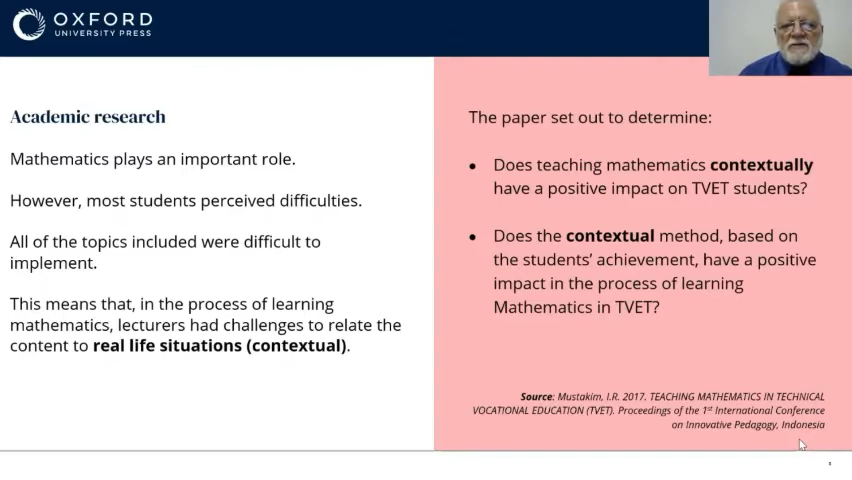 OXFORD
UNIVERSITY PRESS
Academic research
Mathematics plays an important role.
However, most students perceived difficulties.
All of the topics included were difficult to
implement.
This means that, in the process of learning
mathematics, lecturers had challenges to relate the
content to real life situations (contextual).
The paper set out to determine:
• Does teaching mathematics contextually
have a positive impact on TVET students?
• Does the contextual method, based on
the students’ achievement, have a positive
impact in the process of learning
Mathematics in TVET?
Source: Mustakim, I.R. 2017. TEACHING MATHEMATICS IN TECHNICAL
VOCATIONAL EDUCATION (TVET). Proceedings of the 1st International Conference
on Innovative Pedagogy, Indonesia